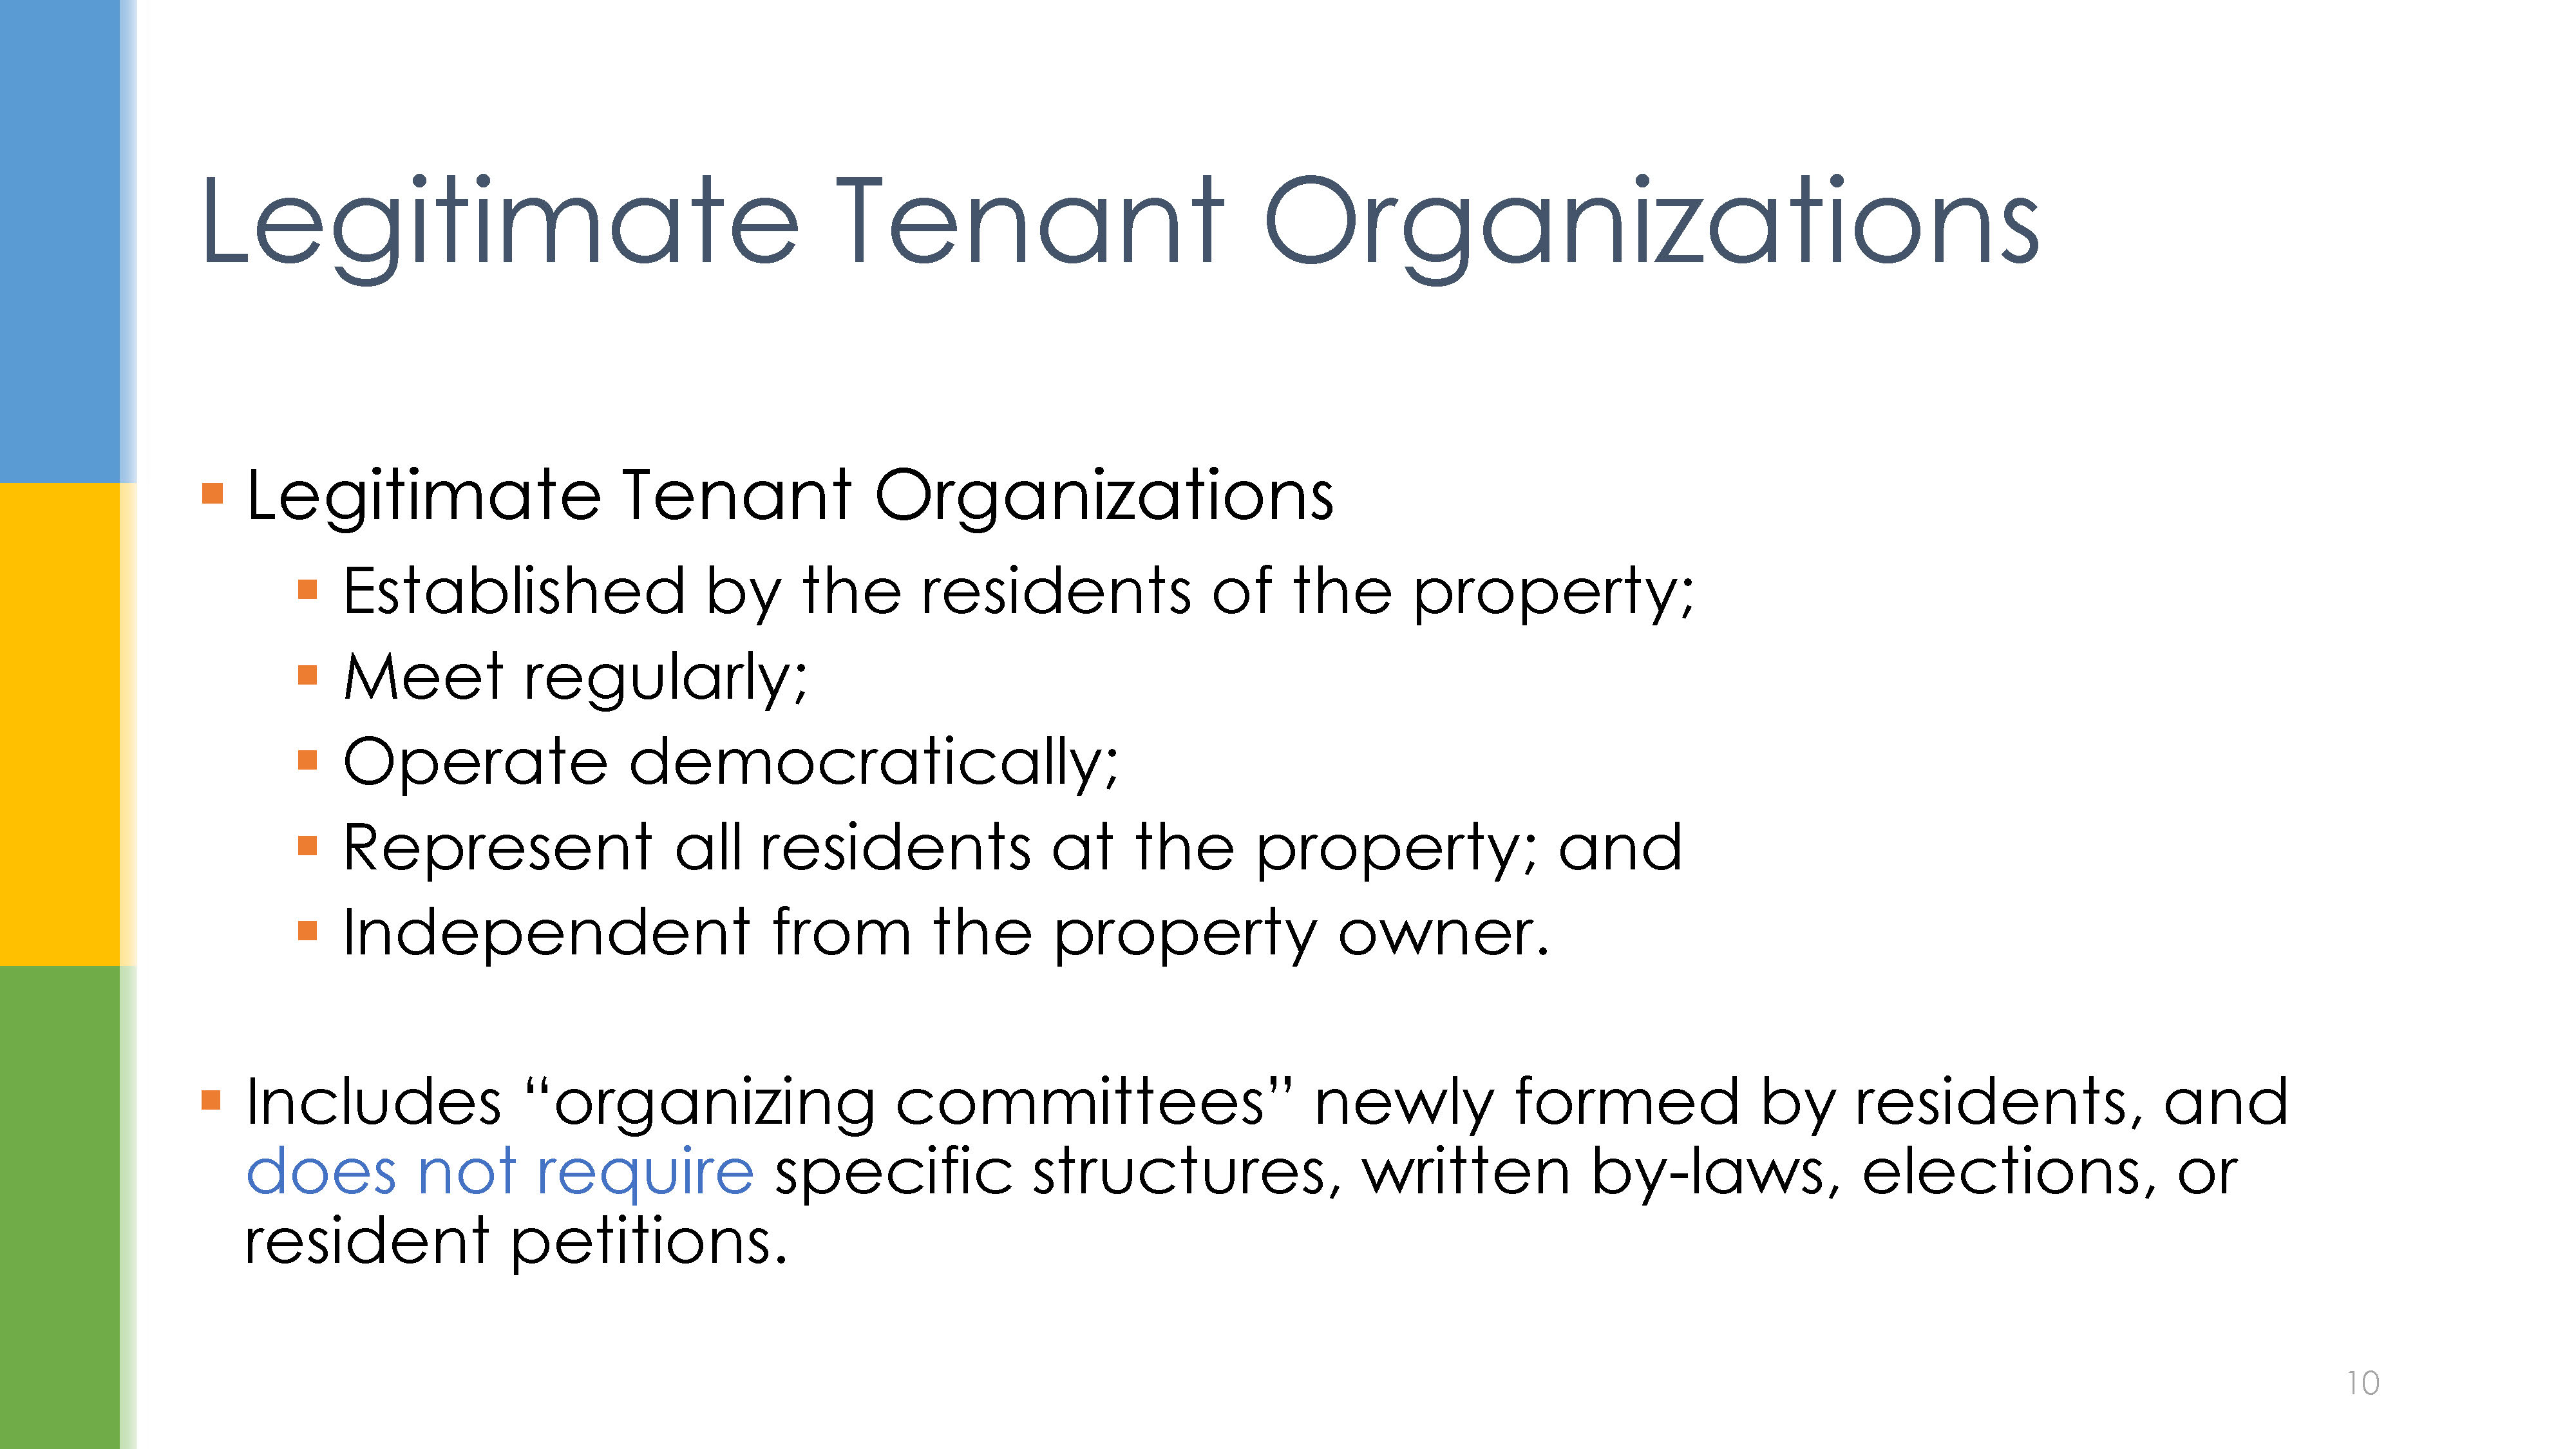 Legitimate Tenant Organizations
▪ Legitimate Tenant Organizations
▪ Established by the residents of the property;
▪ Meet regularly;
▪ Operate democratically;
▪ Represent all residents at the property; and
▪ Independent from the property owner.
▪ Includes “organizing committees” newly formed by residents, and
does not require specific structures, written by-laws, elections, or
resident petitions.
10